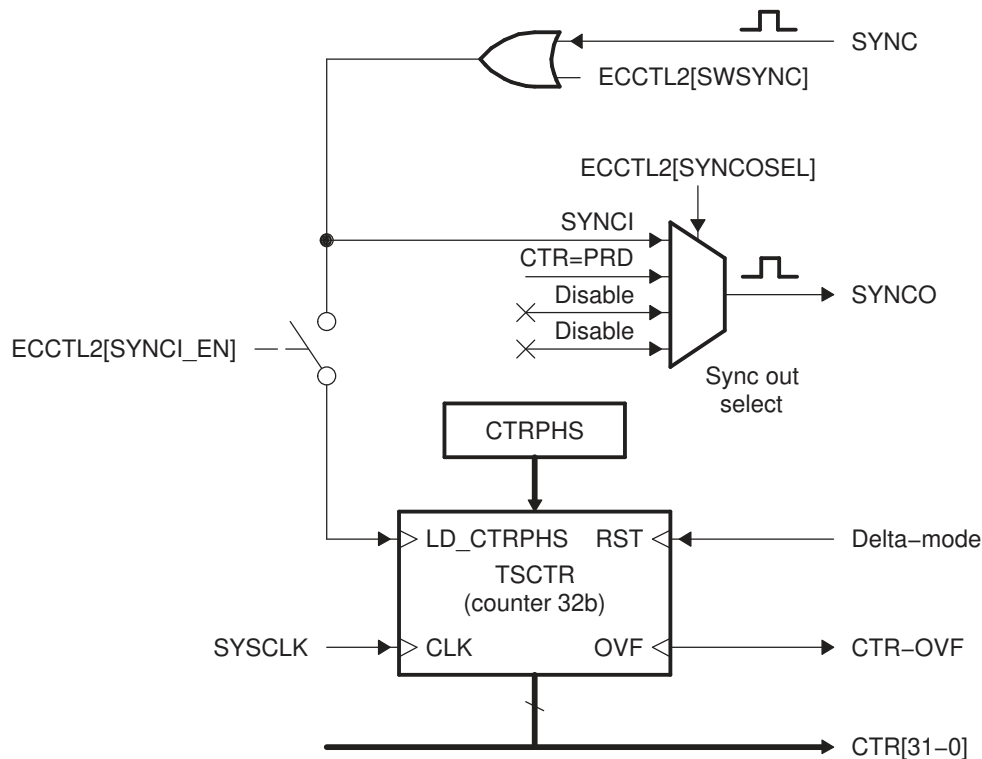 SYNC
ECCTL2[SWSYNC]
ECCTL2[SYNCOSEL]
SYNCI
CTR=PRD
Disable
Disable
SYNCO
ECCTL2[SYNCI_EN]
Sync out
select
CTRPHS
LD_CTRPHS RST
Delta−mode
TSCTR
(counter 32b)
SYSCLK
CLK OVF
CTR−OVF
CTR[31−0]